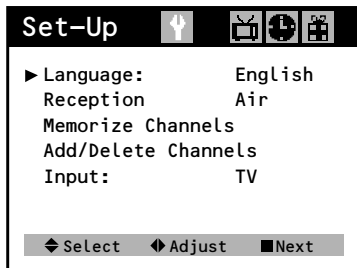 Set-Up
Language: English
Reception Air
Memorize Channels
Add/Delete Channels
Input: TV
Select Adjust Next